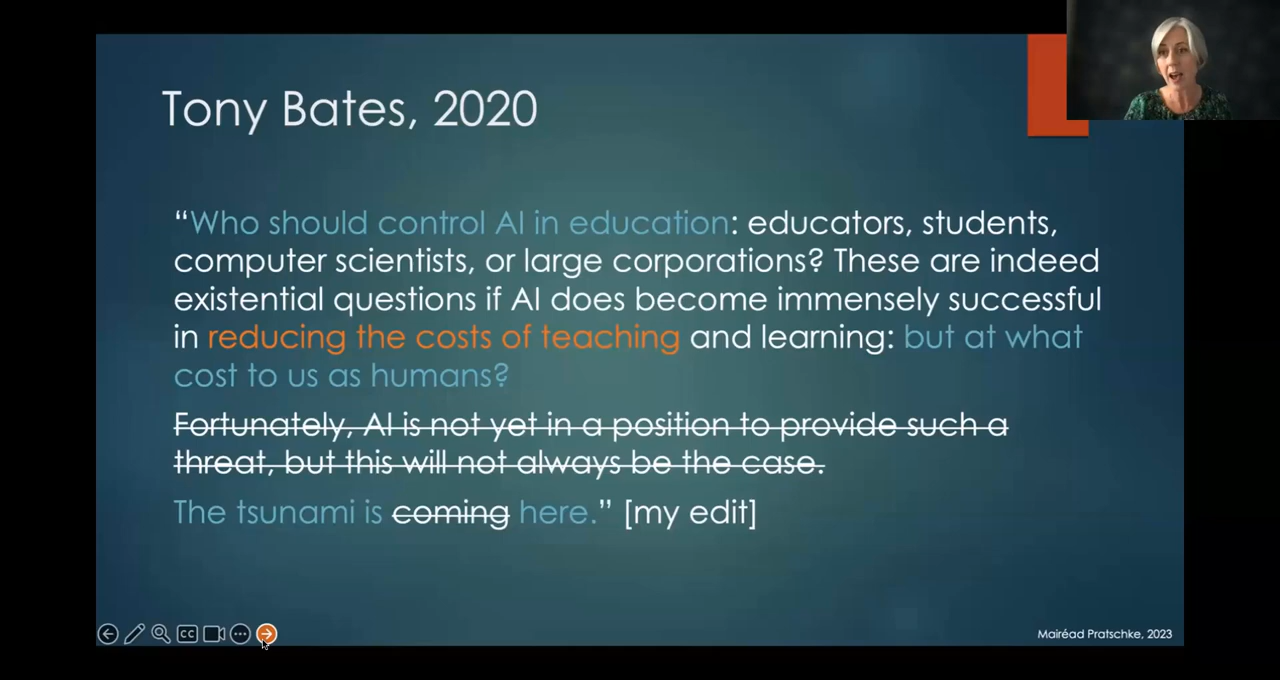 Tony Bates, 2020
“Who should control AI in education: educators, students,
computer scientists, or large corporations? These are indeed
existential questions if AI does become immensely successful
in reducing the costs of teaching and learning: but at what
cost to us as humans?
Fortunately, AI is not yet in a position to provide such a
threat, but this will not always be the case.
The tsunami is coming here.” [my edit]
CC
Mairéad Pratschke, 2023